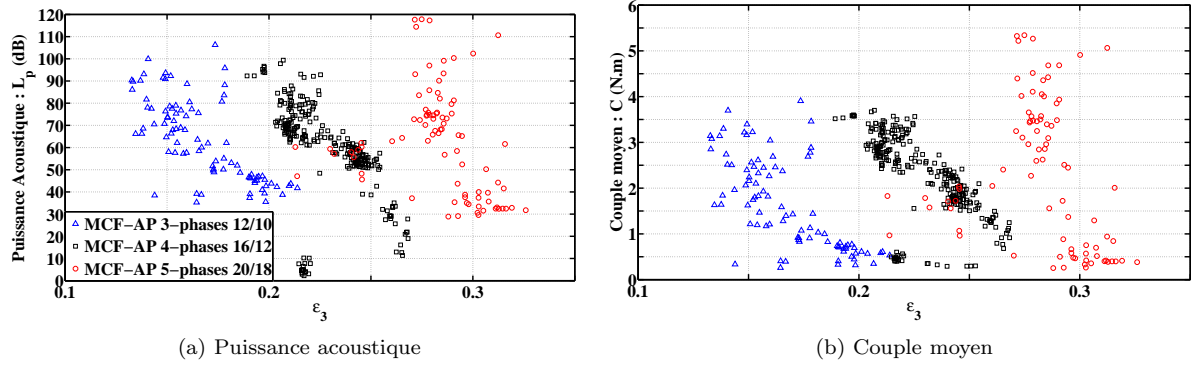 Puissance Acoustique : Lp (dB)
120
110
100
90
80
70
60
50
40
30
20
10
0
MCF−AP 3−phases 12/10
MCF−AP 4−phases 16/12
MCF−AP 5−phases 20/18
0.1
0.2
0.3
ε3
(a) Puissance acoustique
Couple moyen : C (N.m)
6
5
4
3
2
1
0
0.1
0.2
0.3
ε3
(b) Couple moyen